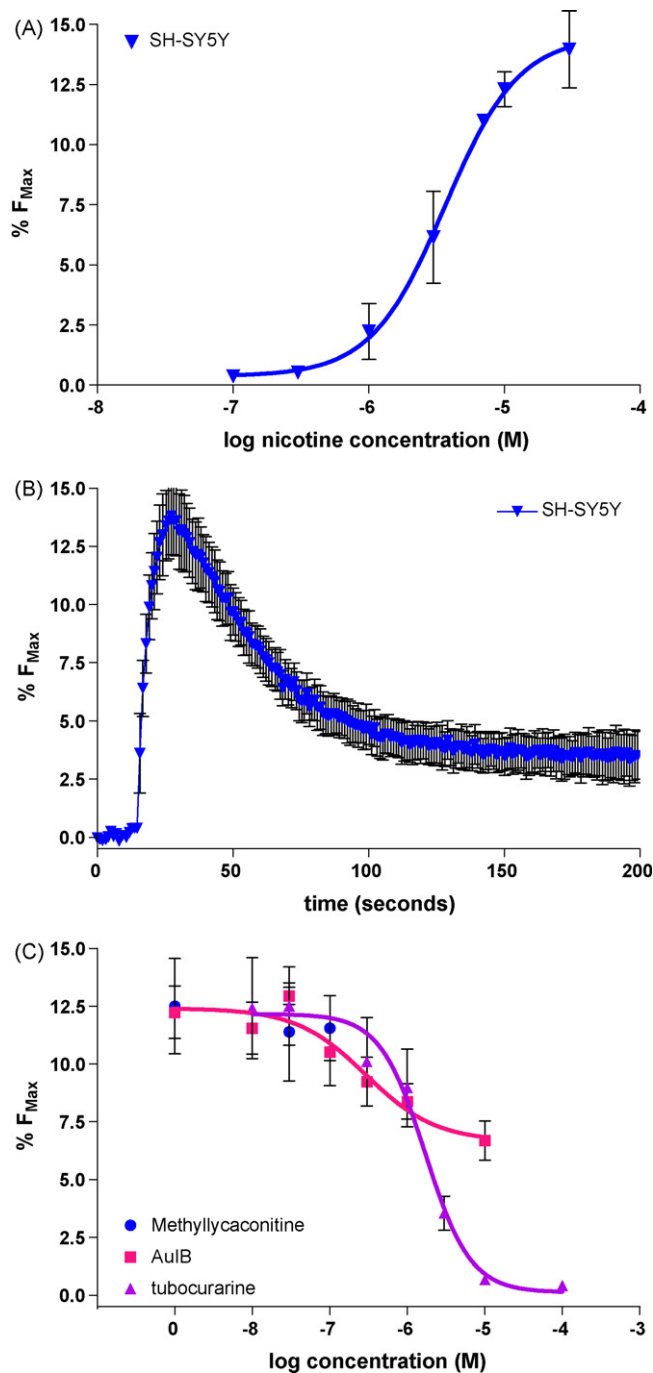 (A)
15.0
12.5
10.0
7.5
5.0
2.5
0.0
% FMax
SH-SY5Y
-8 -7 -6 -5 -4
log nicotine concentration (M)
(B)
15.0
12.5
10.0
7.5
5.0
2.5
0.0
% FMax
SH-SY5Y
0 50 100 150 200
time (seconds)
(C)
15.0
12.5
10.0
7.5
5.0
2.5
0.0
% FMax
Methyllycaconitine
AuIB
tubocurarine
0 -8 -7 -6 -5 -4 -3
log concentration (M)